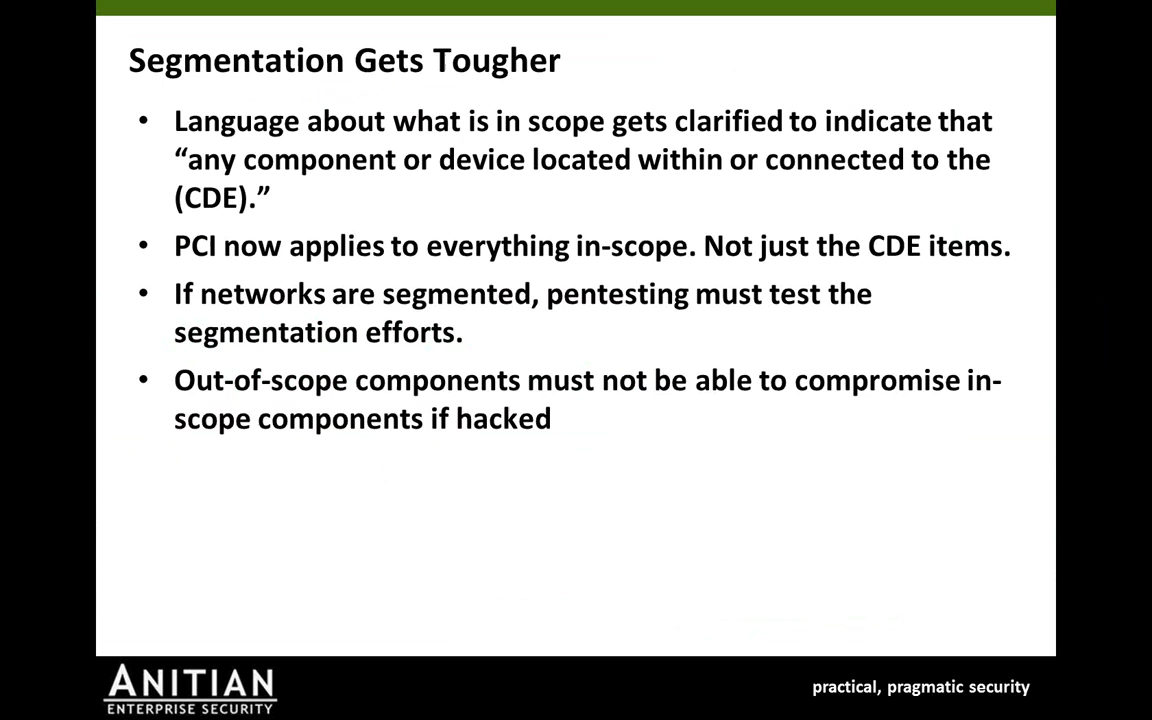 Segmentation Gets Tougher
• Language about what is in scope gets clarified to indicate that
“any component or device located within or connected to the
(CDE).”
• PCI now applies to everything in-scope. Not just the CDE items.
• If networks are segmented, pentesting must test the
segmentation efforts.
• Out-of-scope components must not be able to compromise in-
scope components if hacked
ANITIAN
ENTERPRISE SECURITY
practical, pragmatic security